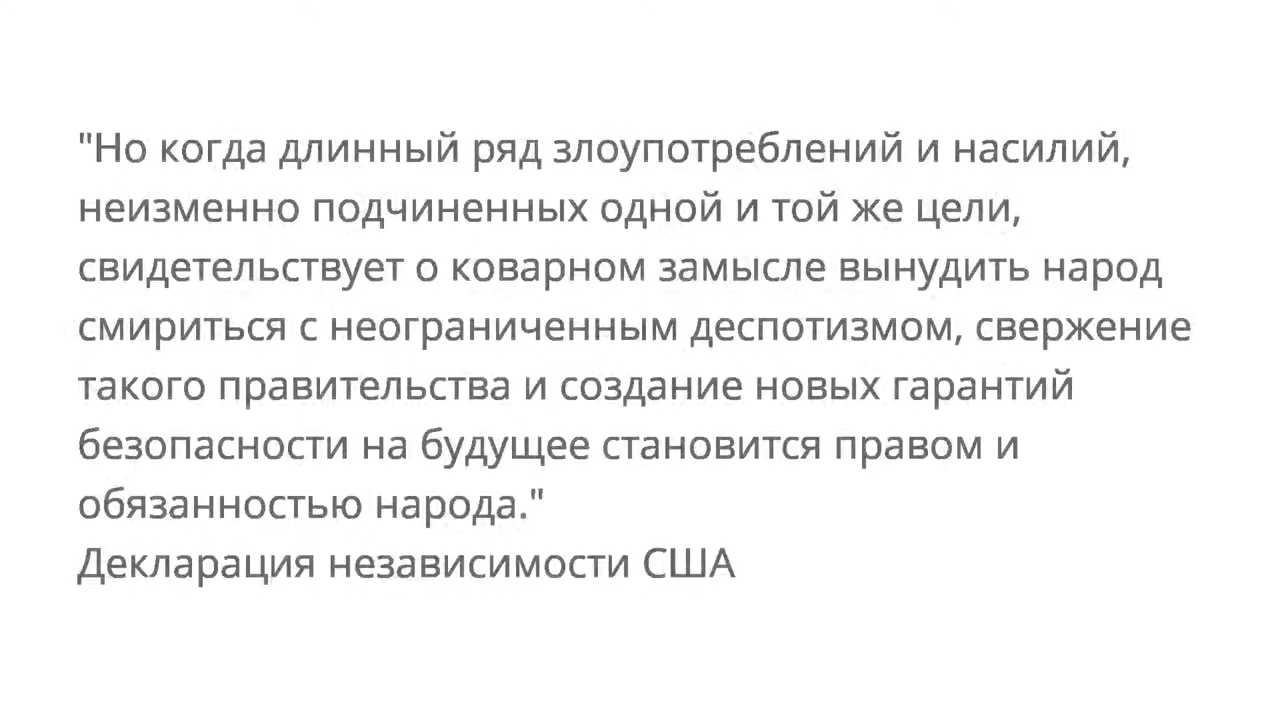 "Но когда длинный ряд злоупотреблений и насилий,
неизменно подчиненных одной и той же цели,
свидетельствует о коварном замысле вынудить народ
смириться с неограниченным деспотизмом, свержение
такого правительства и создание новых гарантий
безопасности на будущее становится правом и
обязанностью народа."
Декларация независимости США